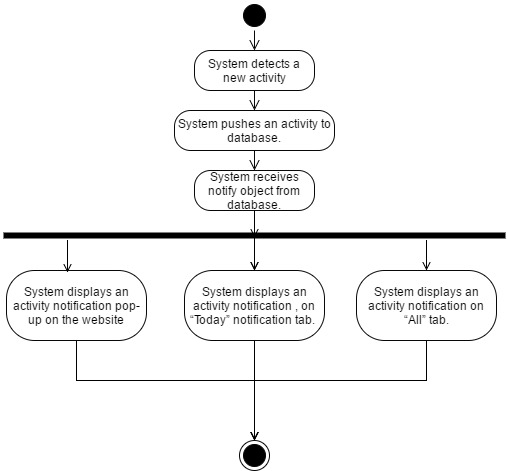 System detects a
new activity
System pushes an activity to
database.
System receives
notify object from
database.
System displays an
activity notification pop-
up on the website
System displays an
activity notification , on
“Today” notification tab.
System displays an
activity notification on
“All” tab.